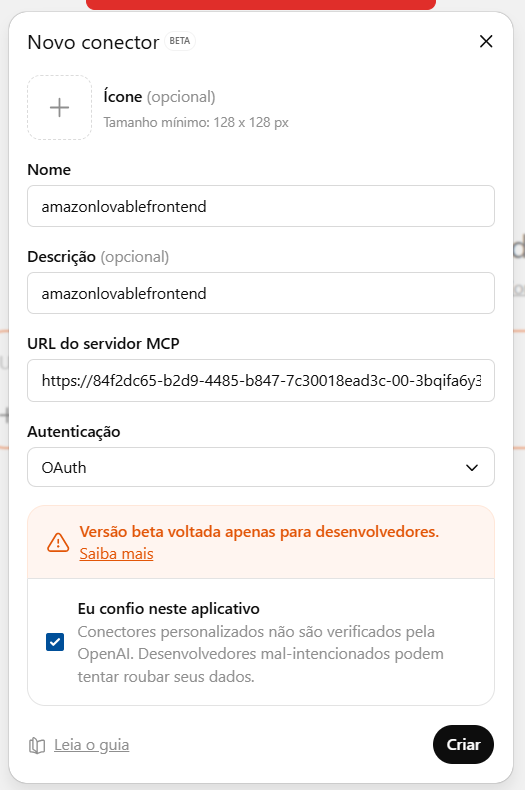 Novo conector BETA
Ícone (opcional)
Tamanho mínimo: 128 x 128 px
Nome
amazonlovablefrontend
Descrição (opcional)
amazonlovablefrontend
URL do servidor MCP
https://84f2dc65-b2d9-4485-b847-7c30018ead3c-00-3bqifa6y3
Autenticação
OAuth
Versão beta voltada apenas para desenvolvedores.
Saiba mais
Eu confio neste aplicativo
Conectores personalizados não são verificados pela
OpenAI. Desenvolvedores mal-intencionados podem
tentar roubar seus dados.
Leia o guia
Criar